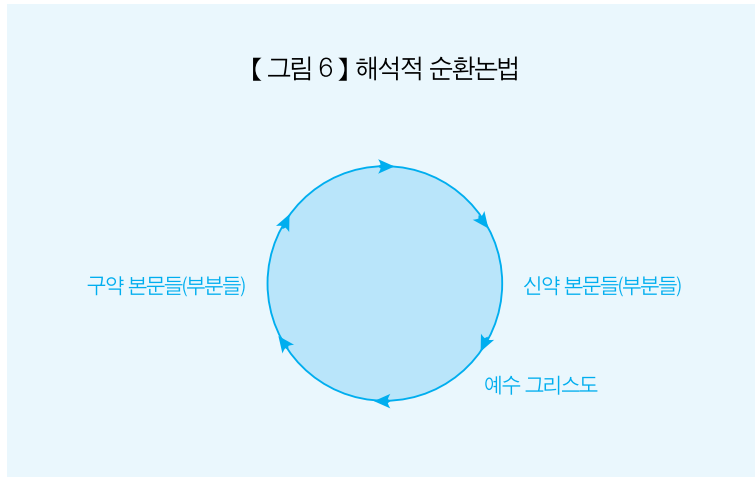 【 그림 6 】 해석적 순환논법
구약 본문들(부분들)
신약 본문들(부분들)
예수 그리스도